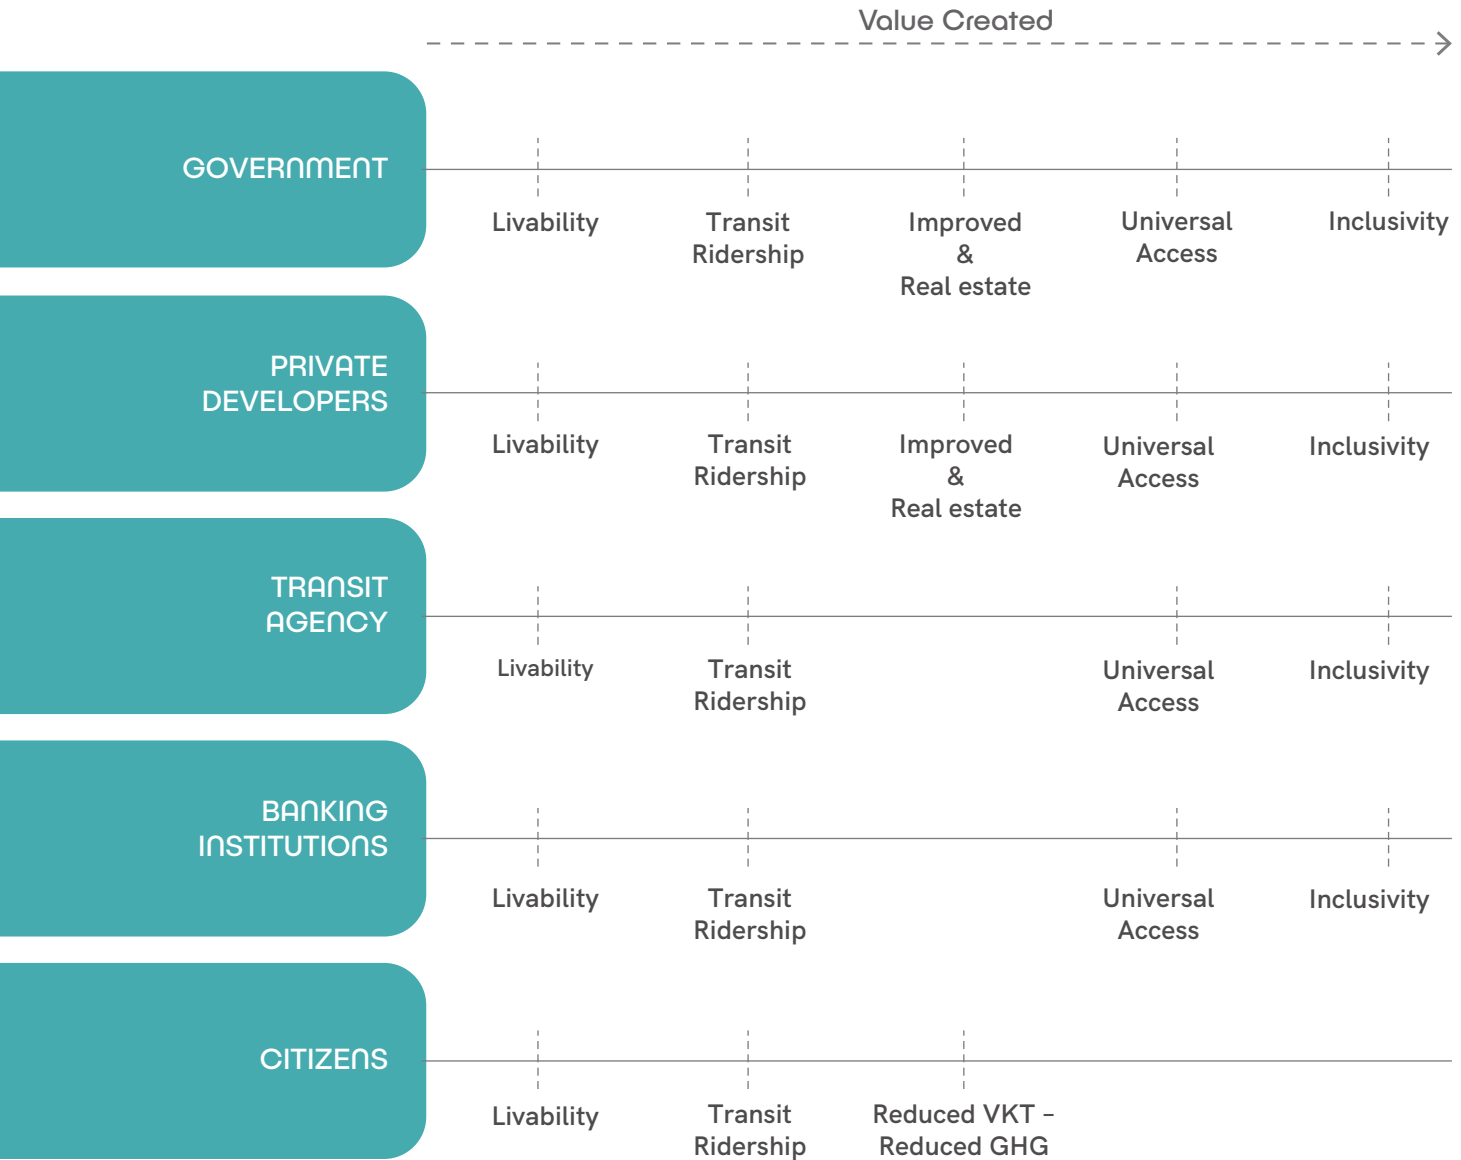 Value Created
GOVERNMENT
Livability
Transit
Ridership
Improved
&
Real estate
Universal
Access
Inclusivity
PRIVATE
DEVELOPERS
Livability
Transit
Ridership
Improved
&
Real estate
Universal
Access
Inclusivity
TRANSIT
AGENCY
Livability
Transit
Ridership
Universal
Access
Inclusivity
BANKING
INSTITUTIONS
Livability
Transit
Ridership
Universal
Access
Inclusivity
CITIZENS
Livability
Transit
Ridership
Reduced VKT –
Reduced GHG